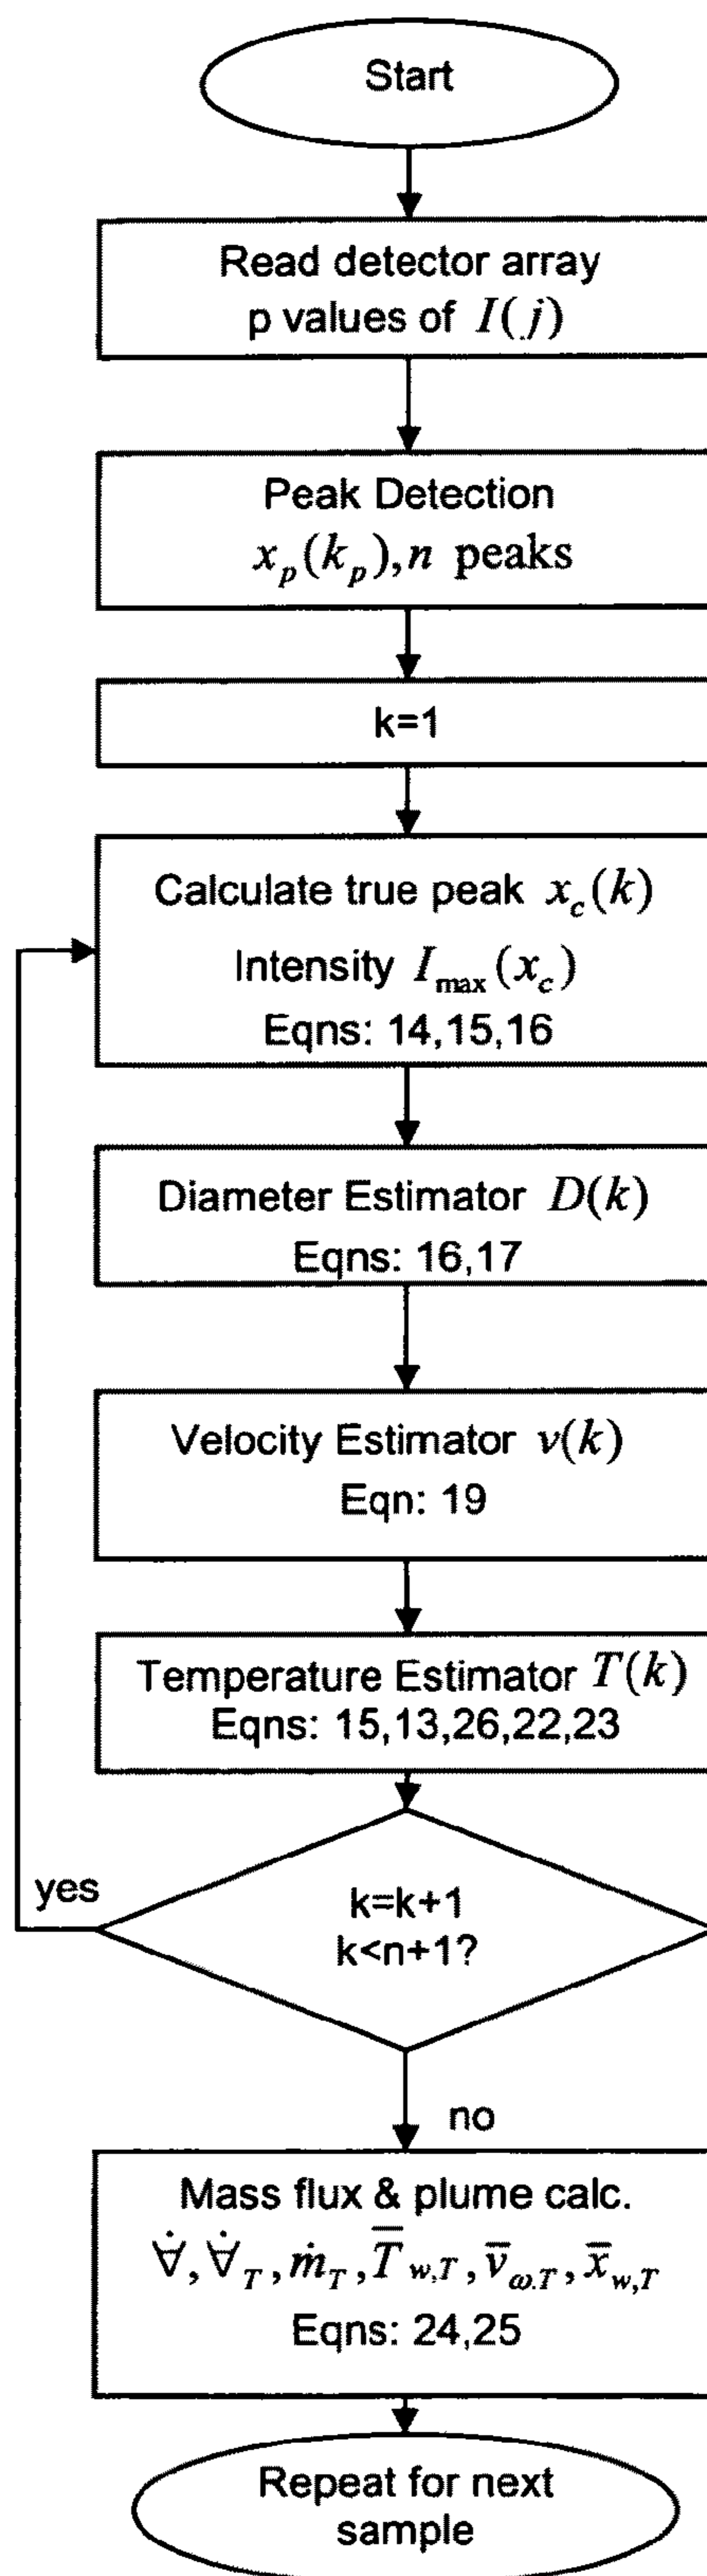 Start
Read detector array
p values of I(j)
Peak Detection
x_p(k_p),n peaks
k=1
Calculate true peak x_c(k)
Intensity I_max(x_c)
Eqns: 14,15,16
Diameter Estimator D(k)
Eqns: 16,17
Velocity Estimator v(k)
Eqn: 19
Temperature Estimator T(k)
Eqns: 15,13,26,22,23
yes
k=k+1
k<n+1?
no
Mass flux & plume calc.
∀̇, ∀̇_T, ṁ_T, T̅_w,T, v̅_ω.T, x̅_w,T
Eqns: 24,25
Repeat for next
sample